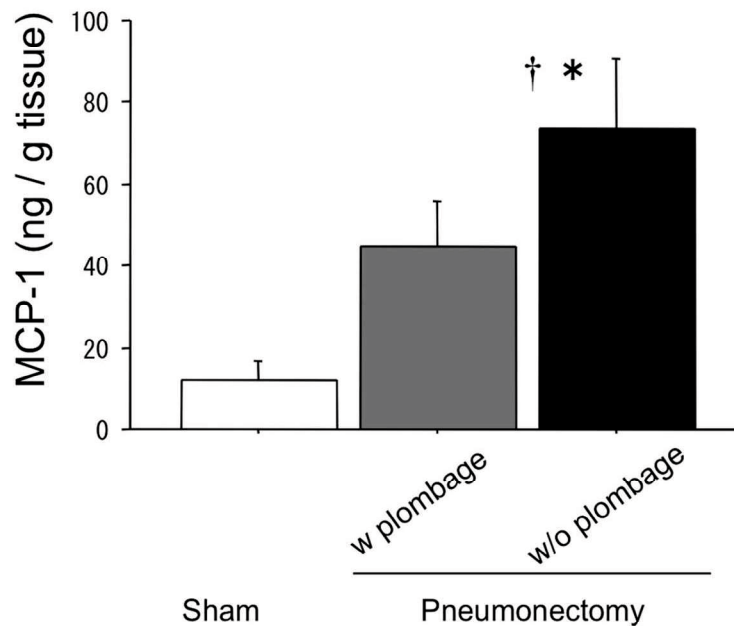 MCP-1 (ng / g tissue)
100
80
60
40
20
0
† *
w plombage
w/o plombage
Sham
Pneumonectomy